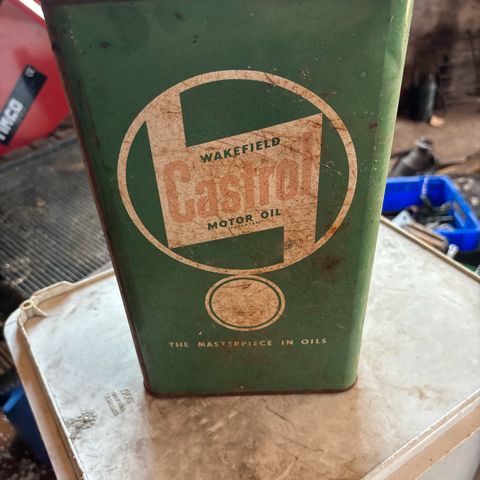 WAKEFIELD
Castrol
MOTOR OIL
THE MASTERPIECE IN OILS